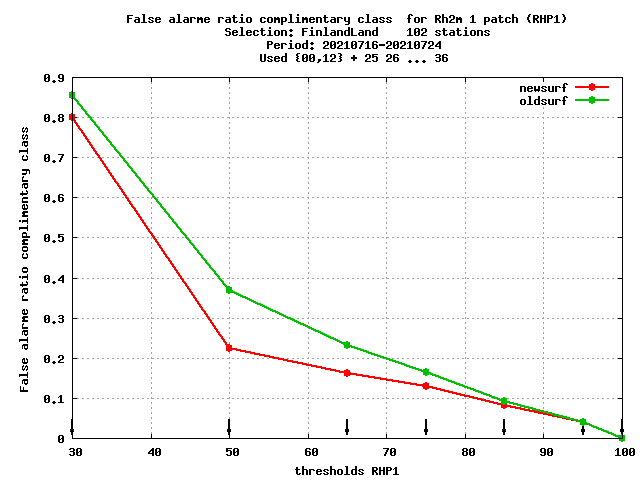 False alarme ratio complimentary class  for Rh2m 1 patch (RHP1)
Selection: FinlandLand    102 stations
Period: 20210716-20210724
Used {00,12} + 25 26 ... 36
newsurf
oldsurf
False alarme ratio complimentary class
0.9
0.8
0.7
0.6
0.5
0.4
0.3
0.2
0.1
0
30 40 50 60 70 80 90 100
thresholds RHP1